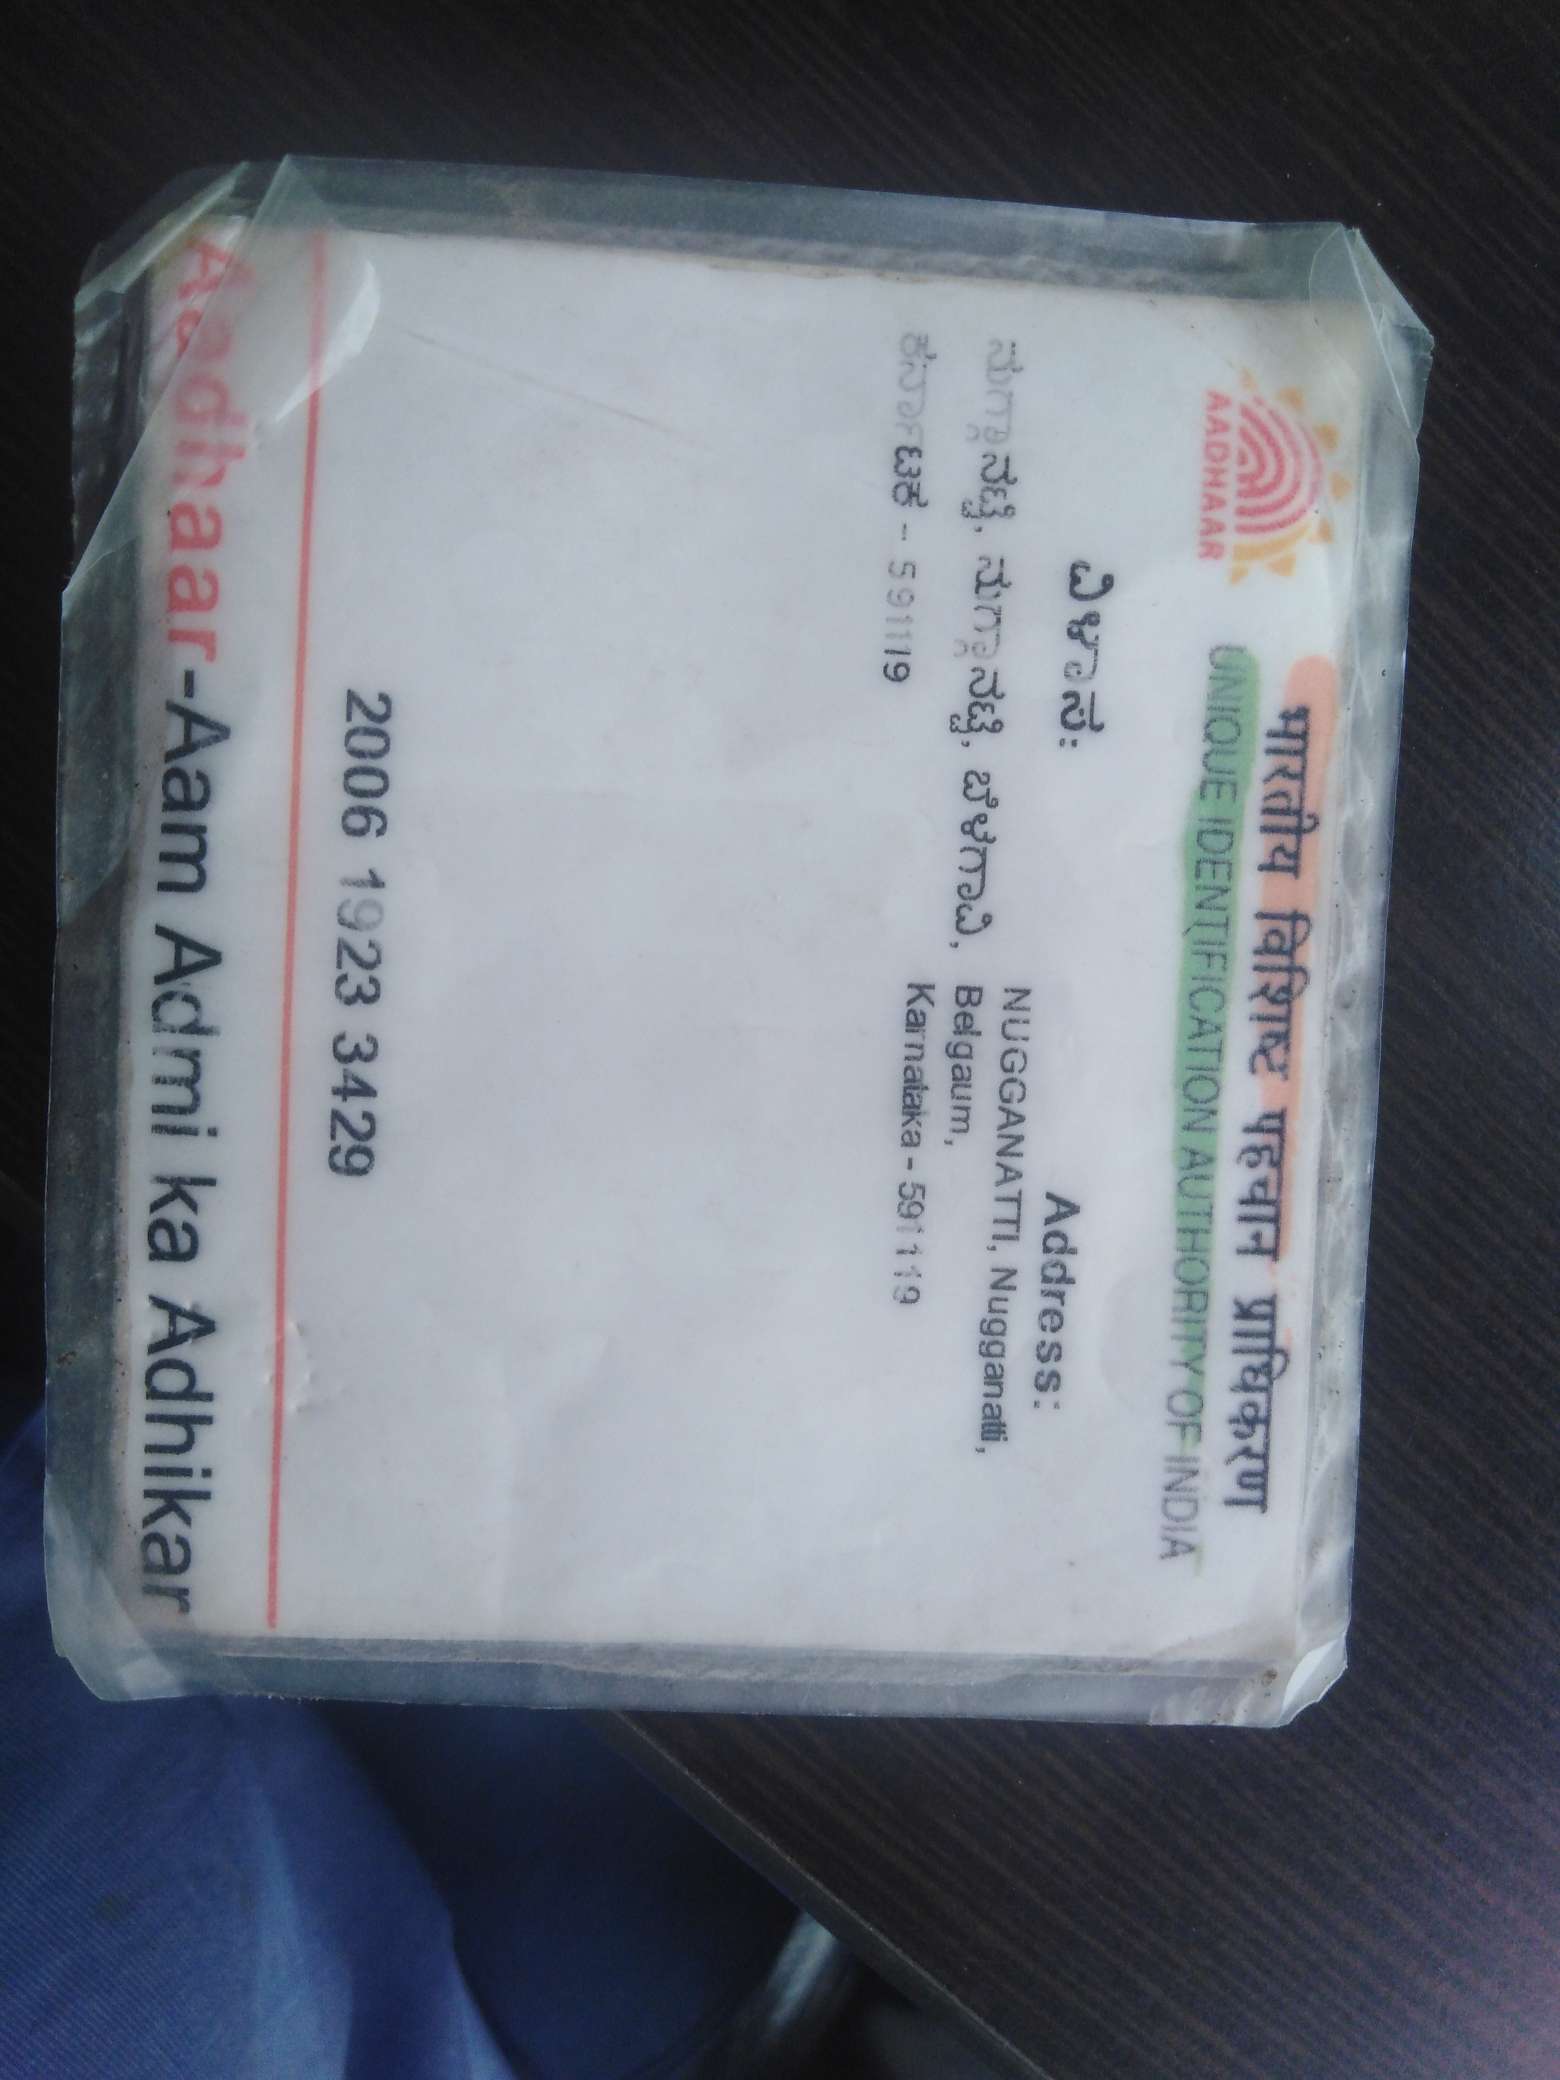 भारतीय विशिष्ट पहचान प्राधिकरण
UNIQUE IDENTIFICATION AUTHORITY OF INDIA
AADHAAR
ವಿಳಾಸ:
ನುಗ್ಗಾನಟ್ಟಿ, ನುಗ್ಗಾನಟ್ಟಿ, ಬೆಳಗಾವಿ,
ಕರ್ನಾಟಕ - 591119
Address:
NUGGANATTI, Nugganatti,
Belgaum,
Karnataka - 591119
2006 1923 3429
Aadhaar-Aam Admi ka Adhikar